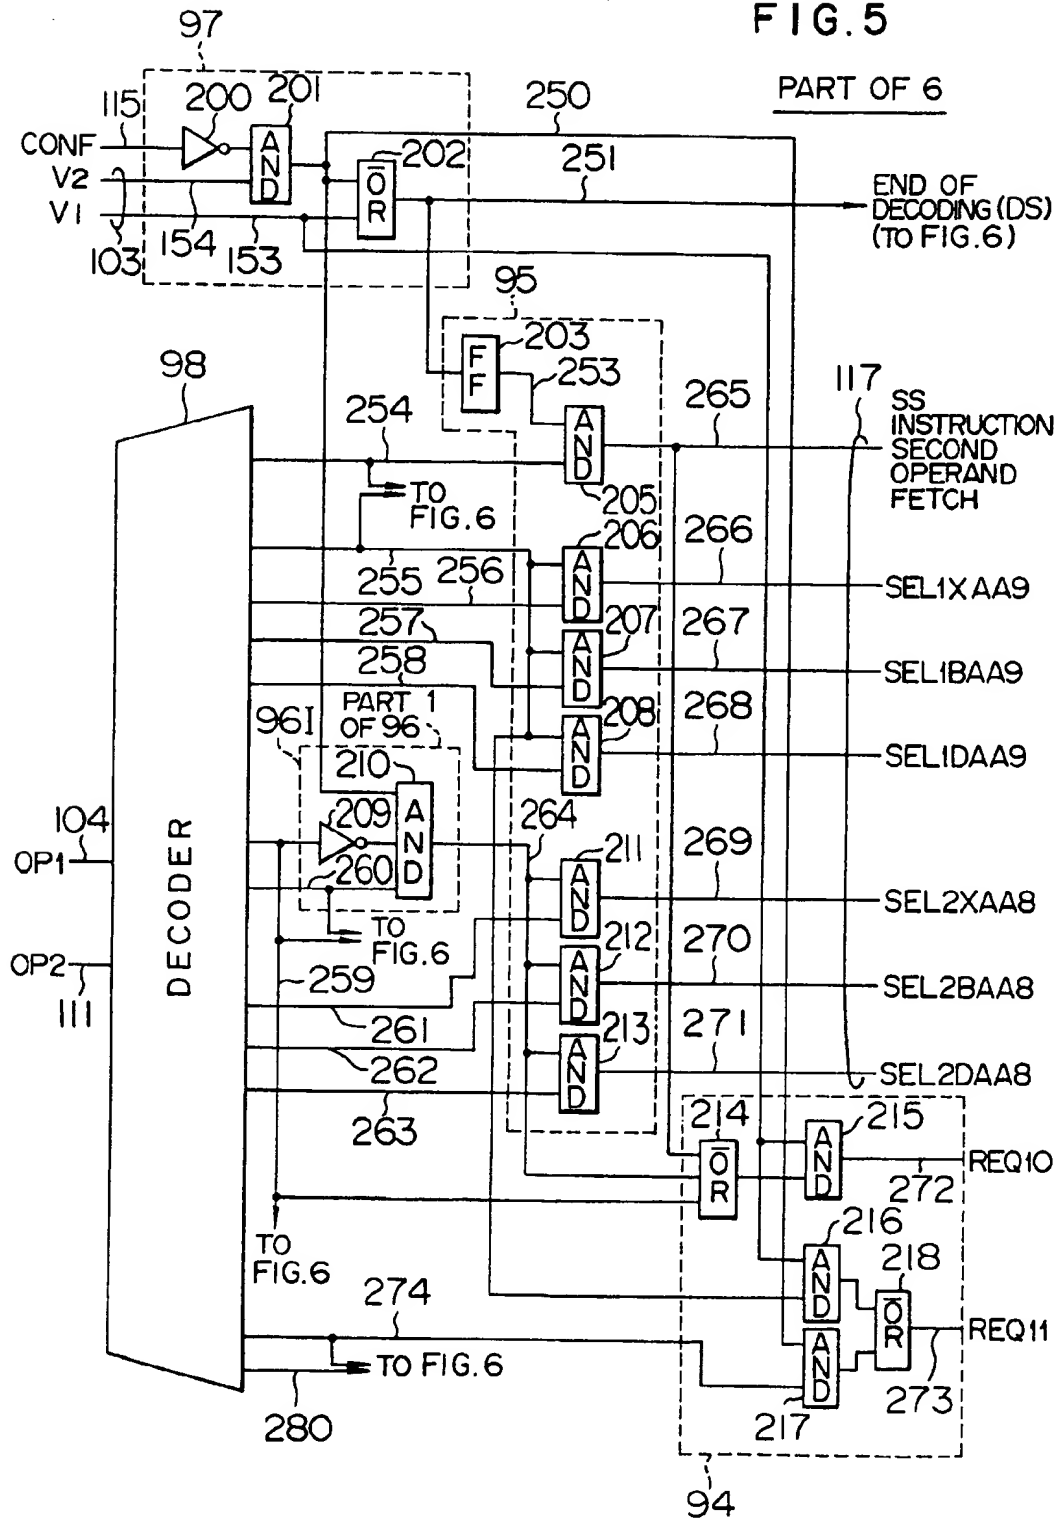 FIG.5
PART OF 6
97
115
200
201
250
CONF
AND
202
251
V2
OR
V1
END OF
DECODING (DS)
(TO FIG.6)
103
154
153
95
FF
203
253
98
117
254
265
SS
INSTRUCTION
SECOND
OPERAND
FETCH
AND
TO
FIG.6
205
206
266
255
256
AND
SEL1XAA9
257
207
267
258
AND
SEL1BAA9
PART 1
OF 96
96I
208
268
AND
SEL1DAA9
210
104
209
AND
264
211
269
OP1
DECODER
260
AND
SEL2XAA8
TO
FIG.6
212
270
OP2
259
AND
SEL2BAA8
111
261
213
271
262
AND
SEL2DAA8
263
214
215
OR
AND
REQ10
272
TO
FIG.6
216
218
274
AND
OR
REQ11
TO FIG.6
AND
280
217
273
94